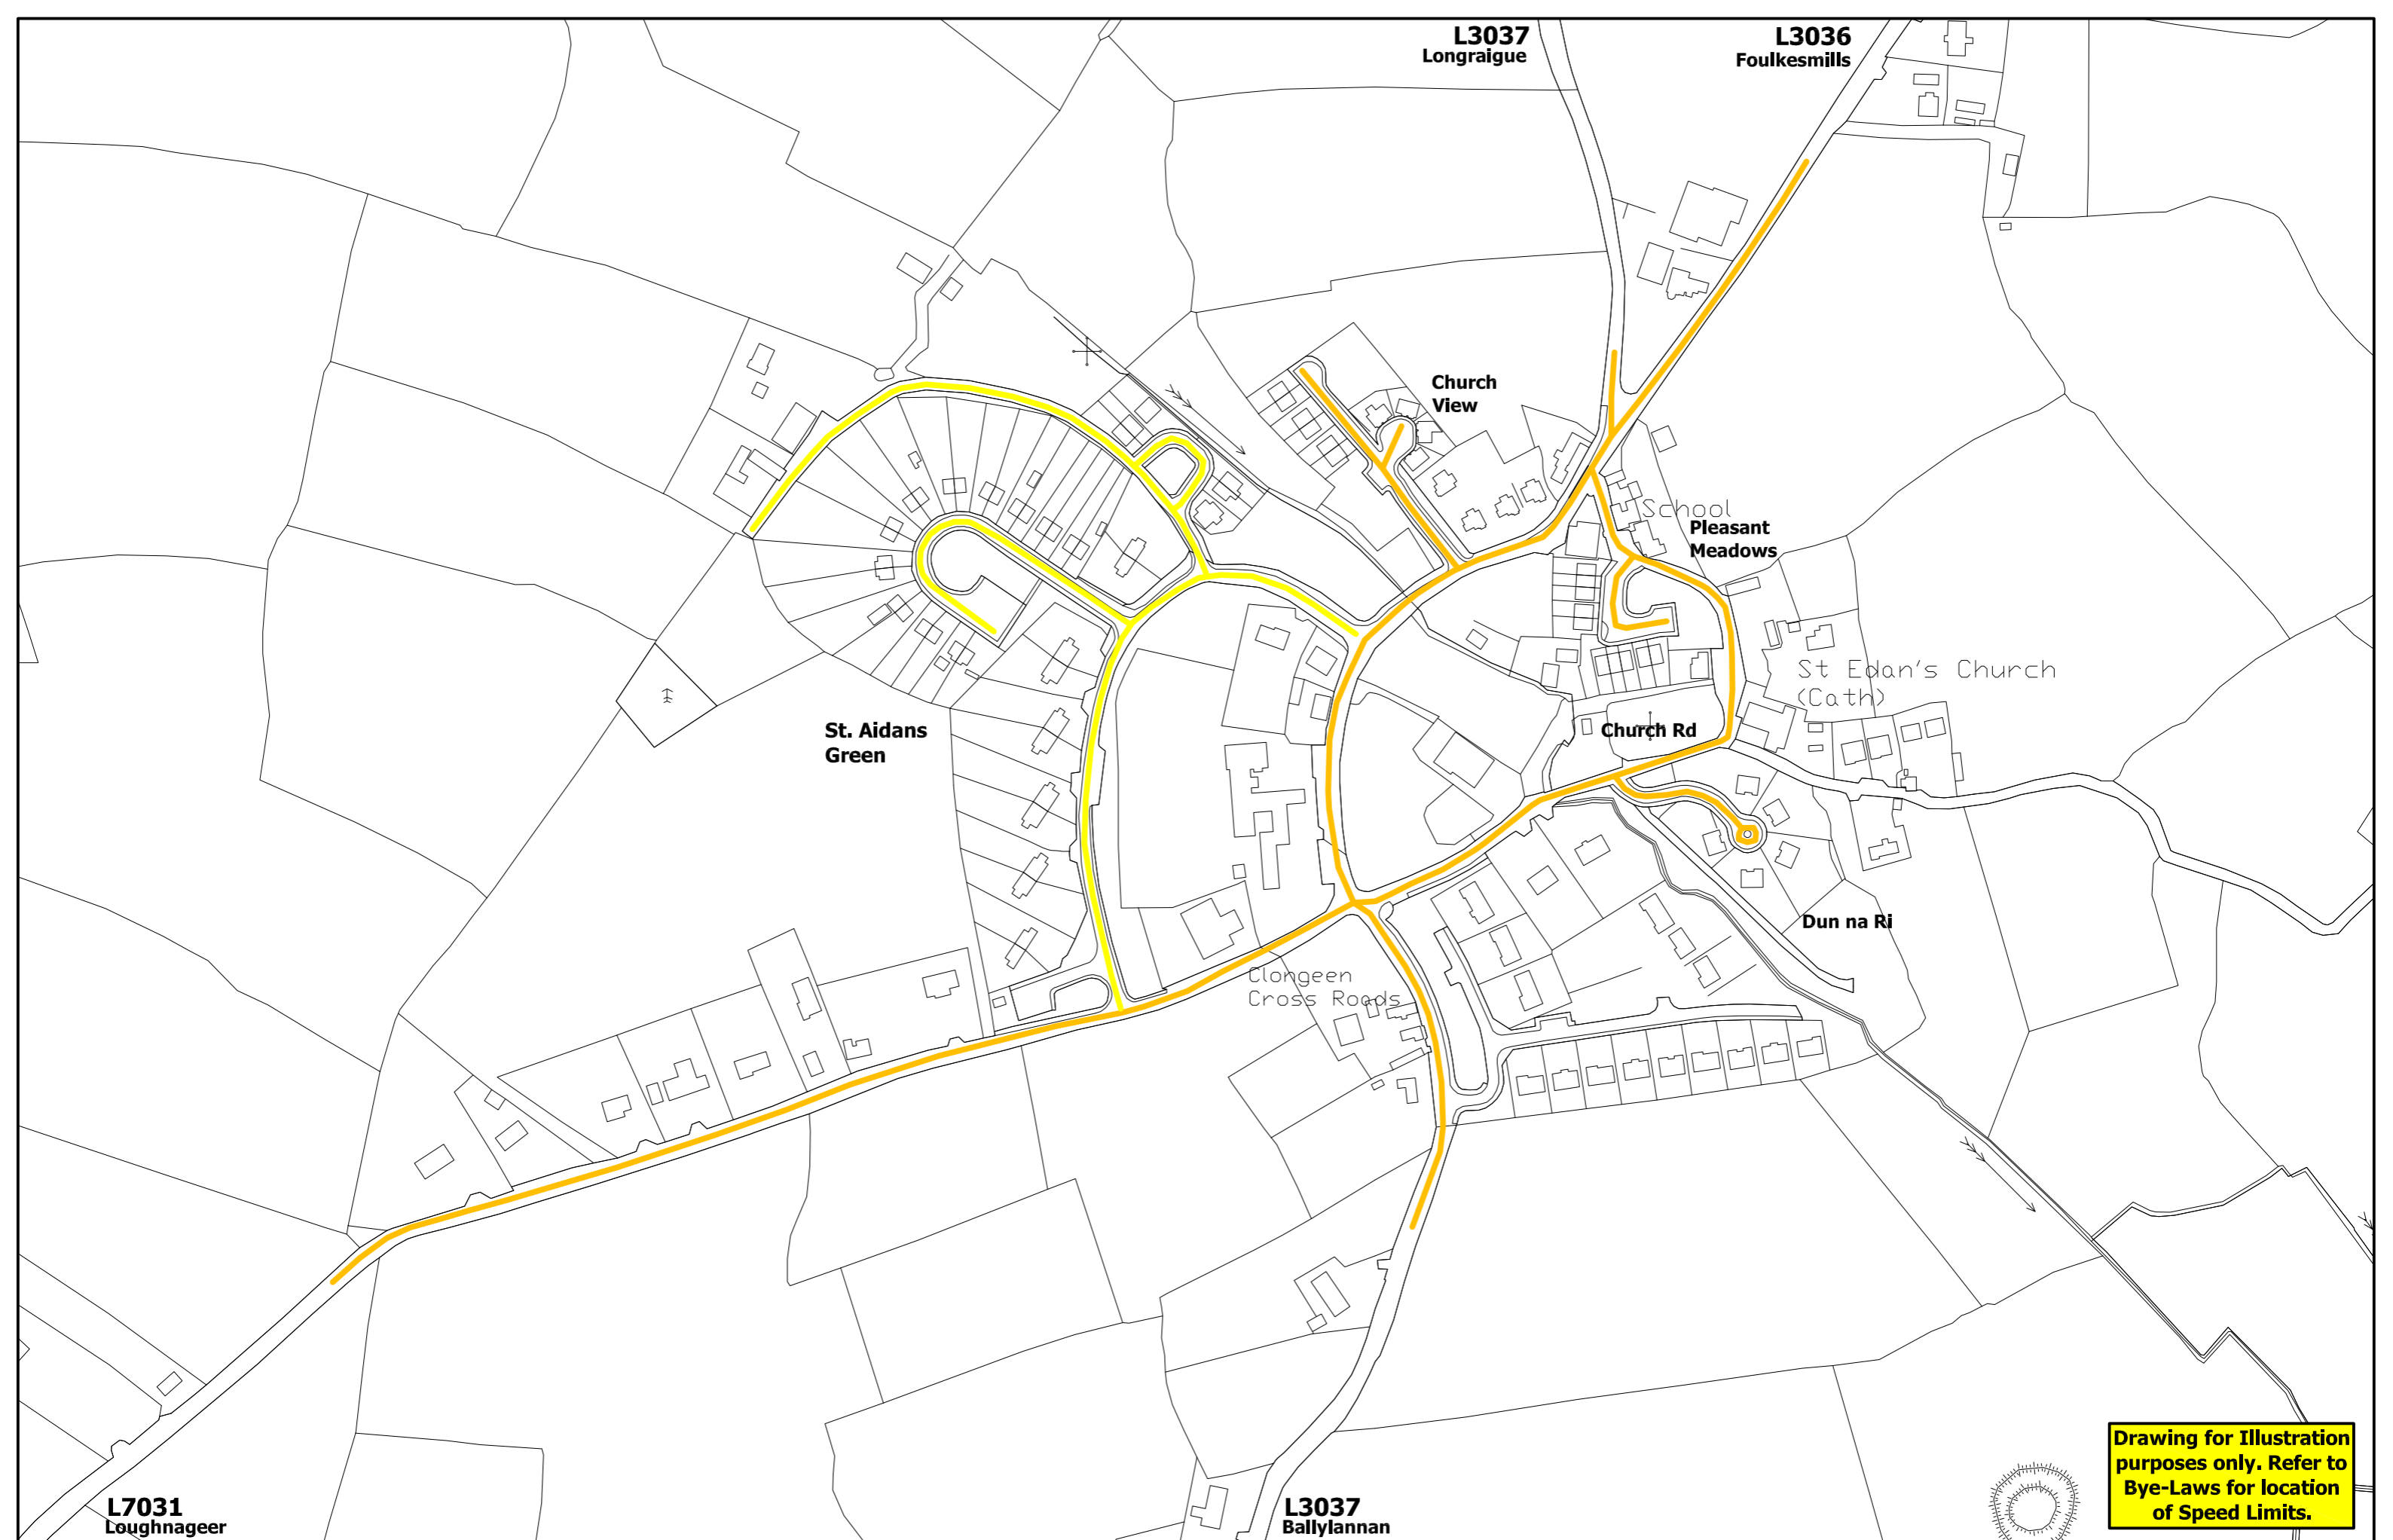 L3037
Longraigue
L3036
Foulkesmills
Church
View
School
Pleasant
Meadows
St Edan's Church
(Cath)
St. Aidans
Green
Church Rd
Dun na Ri
Clongeen
Cross Roads
L7031
Loughnageer
L3037
Ballylannan
Drawing for Illustration
purposes only. Refer to
Bye-Laws for location
of Speed Limits.